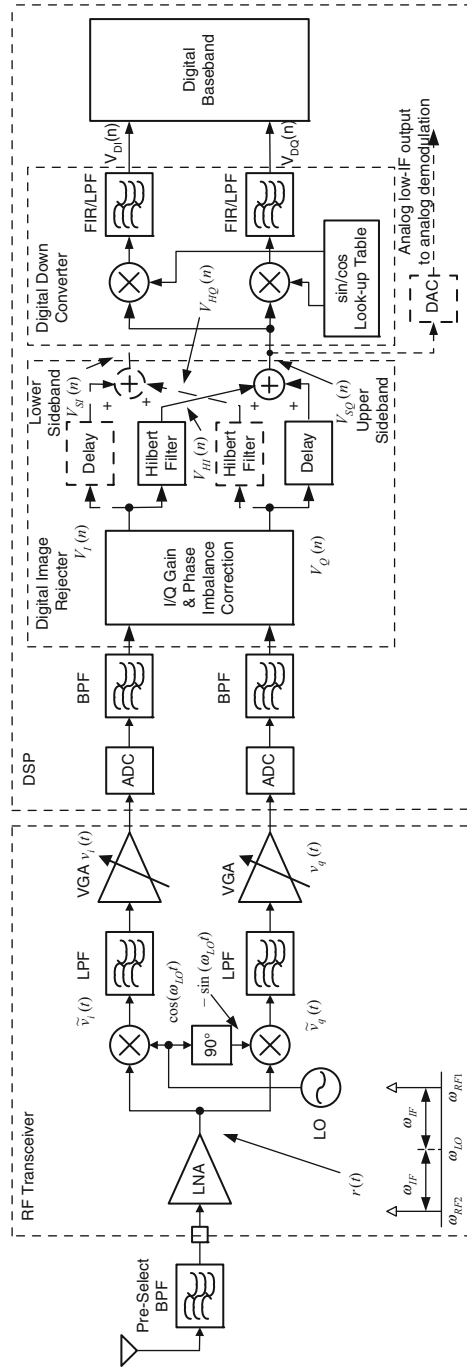 Pre-Select
BPF
RF Transceiver
LNA
r(t)
LO
90°
cos(ω_LO t)
− sin(ω_LO t)
ṽ_i(t)
ṽ_q(t)
LPF
LPF
VGA v_i(t)
VGA
v_q(t)
ω_RF2
ω_IF
ω_LO
ω_IF
ω_RF1
DSP
ADC
ADC
BPF
BPF
Digital Image
Rejecter
I/Q Gain
& Phase
Imbalance
Correction
V_I(n)
V_Q(n)
Delay
Hilbert
Filter
V_HI(n)
Hilbert
Filter
Delay
Lower
Sideband
V_SI(n)
+
+
+
+
+
+
V_HQ(n)
V_SQ(n)
Upper
Sideband
Digital Down
Converter
FIR/LPF
FIR/LPF
sin/cos
Look-up Table
DAC
Analog low-IF output
to analog demodulation
V_DI(n)
V_DQ(n)
Digital
Baseband